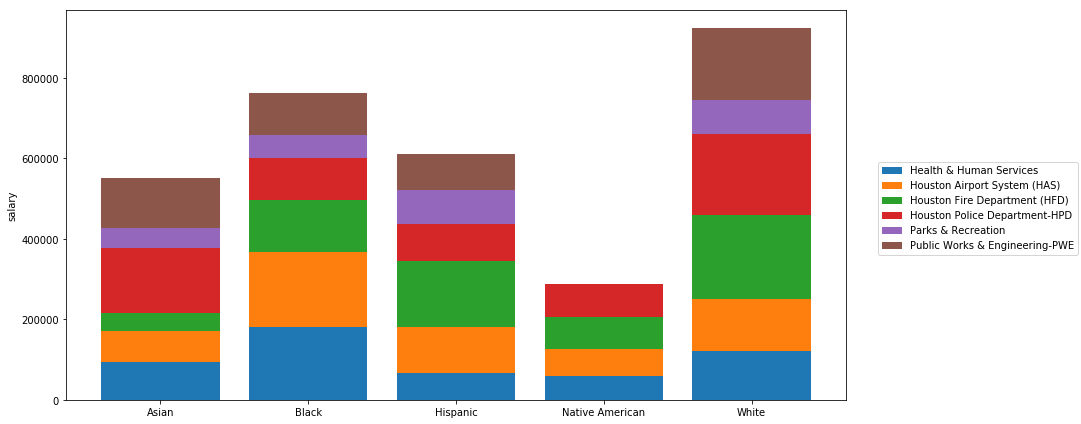 salary
800000
600000
400000
200000
0
Asian
Black
Hispanic
Native American
White
Health & Human Services
Houston Airport System (HAS)
Houston Fire Department (HFD)
Houston Police Department-HPD
Parks & Recreation
Public Works & Engineering-PWE